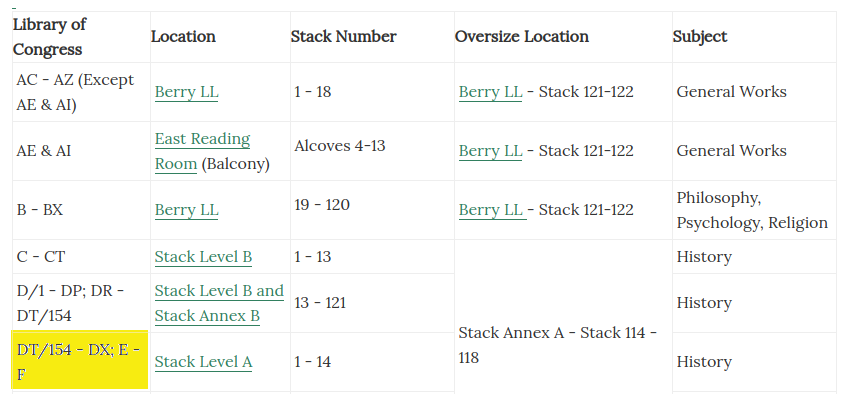 Library of Congress Location Stack Number Oversize Location Subject
AC - AZ (Except AE & AI) Berry LL 1 - 18 Berry LL - Stack 121-122 General Works
AE & AI East Reading Room (Balcony) Alcoves 4-13 Berry LL - Stack 121-122 General Works
B - BX Berry LL 19 - 120 Berry LL - Stack 121-122 Philosophy, Psychology, Religion
C - CT Stack Level B 1 - 13 History
D/1 - DP; DR - DT/154 Stack Level B and Stack Annex B 13 - 121 Stack Annex A - Stack 114 - 118 History
DT/154 - DX; E - F Stack Level A 1 - 14 History